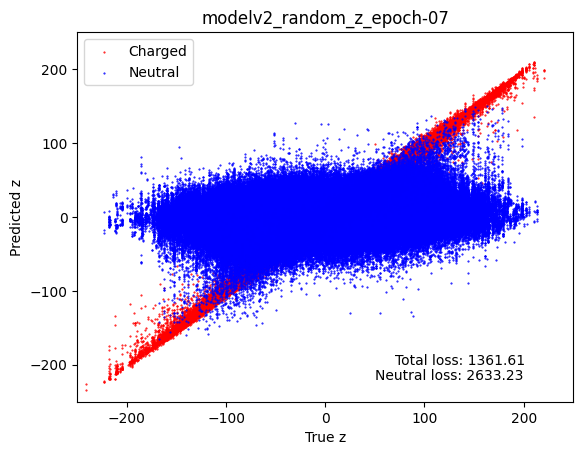 modelv2_random_z_epoch-07
Charged
Neutral
200
100
0
−100
−200
Predicted z
Total loss: 1361.61
Neutral loss: 2633.23
−200
−100
0
100
200
True z